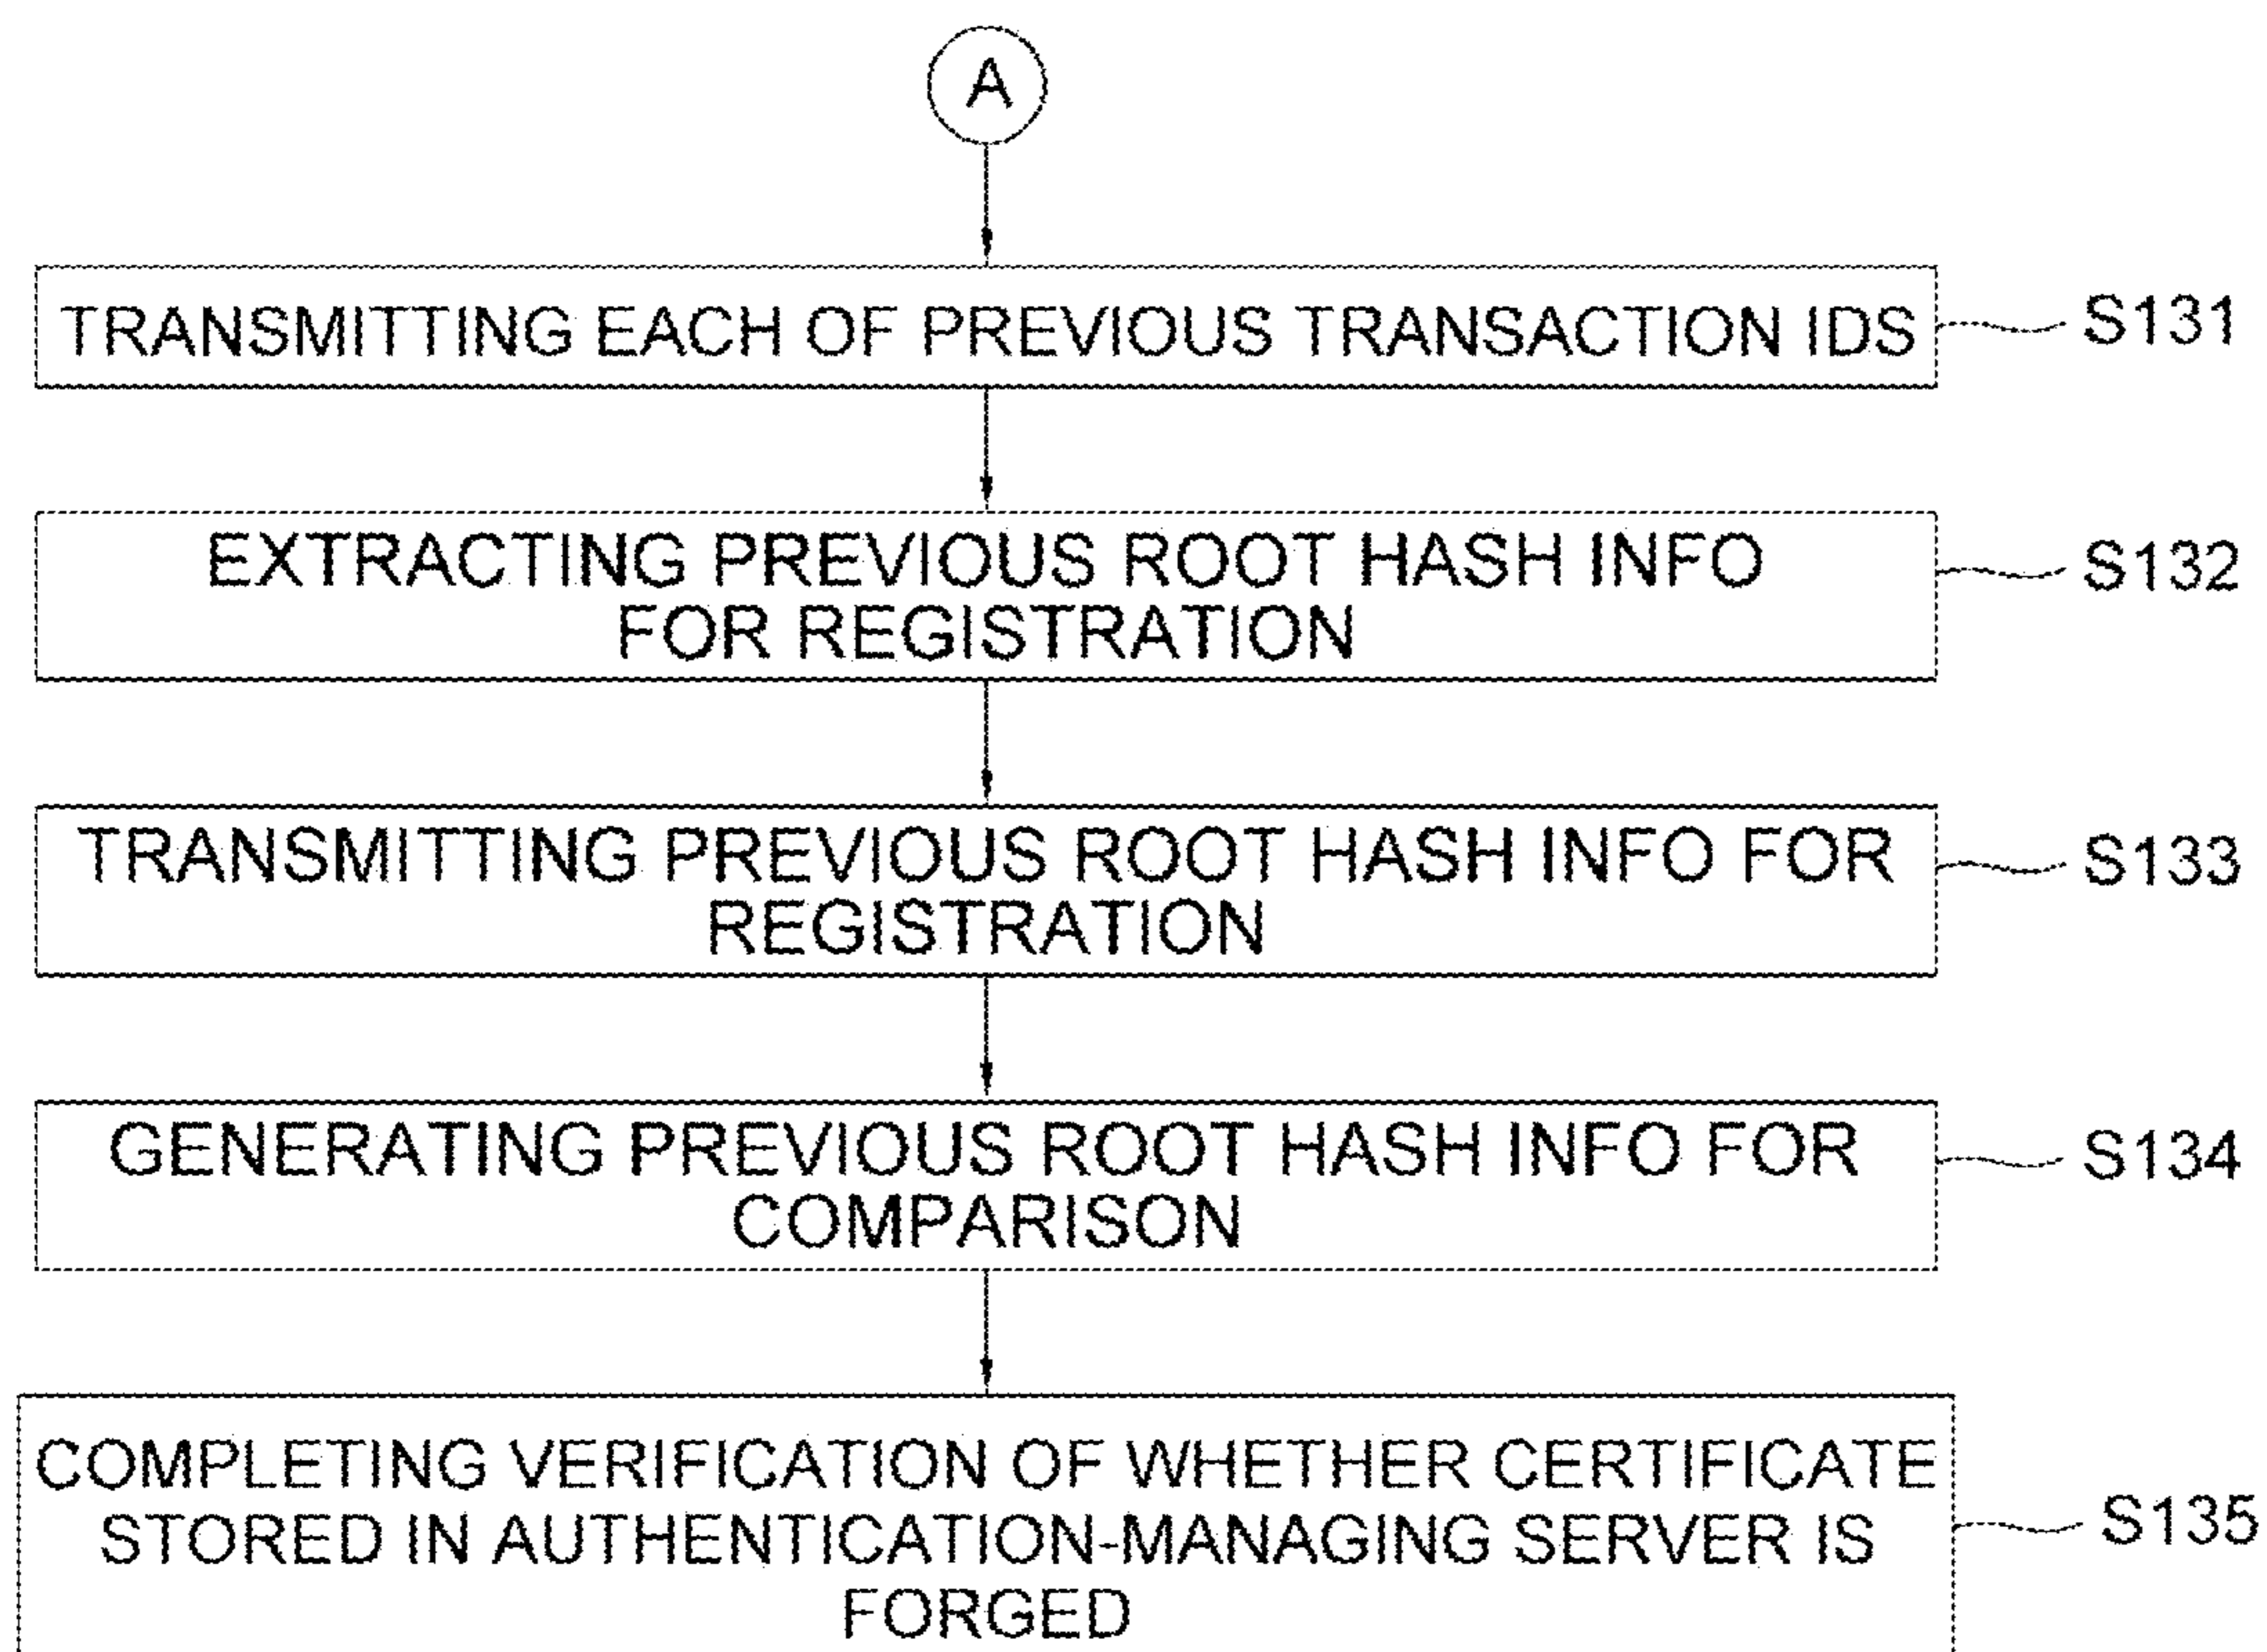 A
TRANSMITTING EACH OF PREVIOUS TRANSACTION IDS
S131
EXTRACTING PREVIOUS ROOT HASH INFO
FOR REGISTRATION
S132
TRANSMITTING PREVIOUS ROOT HASH INFO FOR
REGISTRATION
S133
GENERATING PREVIOUS ROOT HASH INFO FOR
COMPARISON
S134
COMPLETING VERIFICATION OF WHETHER CERTIFICATE
STORED IN AUTHENTICATION-MANAGING SERVER IS
FORGED
S135